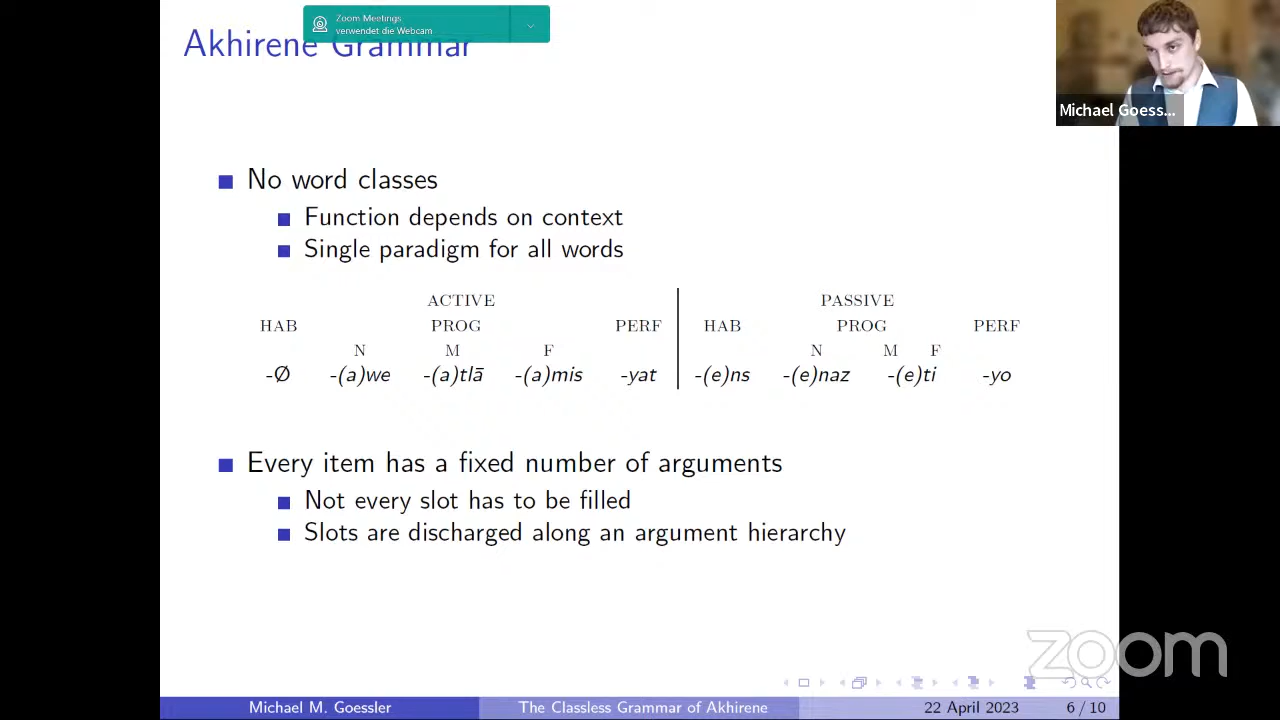 Zoom Meetings
verwendet die Webcam
Akhirene Grammar
Michael Goess...
No word classes
Function depends on context
Single paradigm for all words
ACTIVE PASSIVE
HAB PROG PERF HAB PROG PERF
N M F N M F
-Ø -(a)we -(a)tlā -(a)mis -yat -(e)ns -(e)naz -(e)ti -yo
Every item has a fixed number of arguments
Not every slot has to be filled
Slots are discharged along an argument hierarchy
zoom
Michael M. Goessler The Classless Grammar of Akhirene 22 April 2023 6 / 10